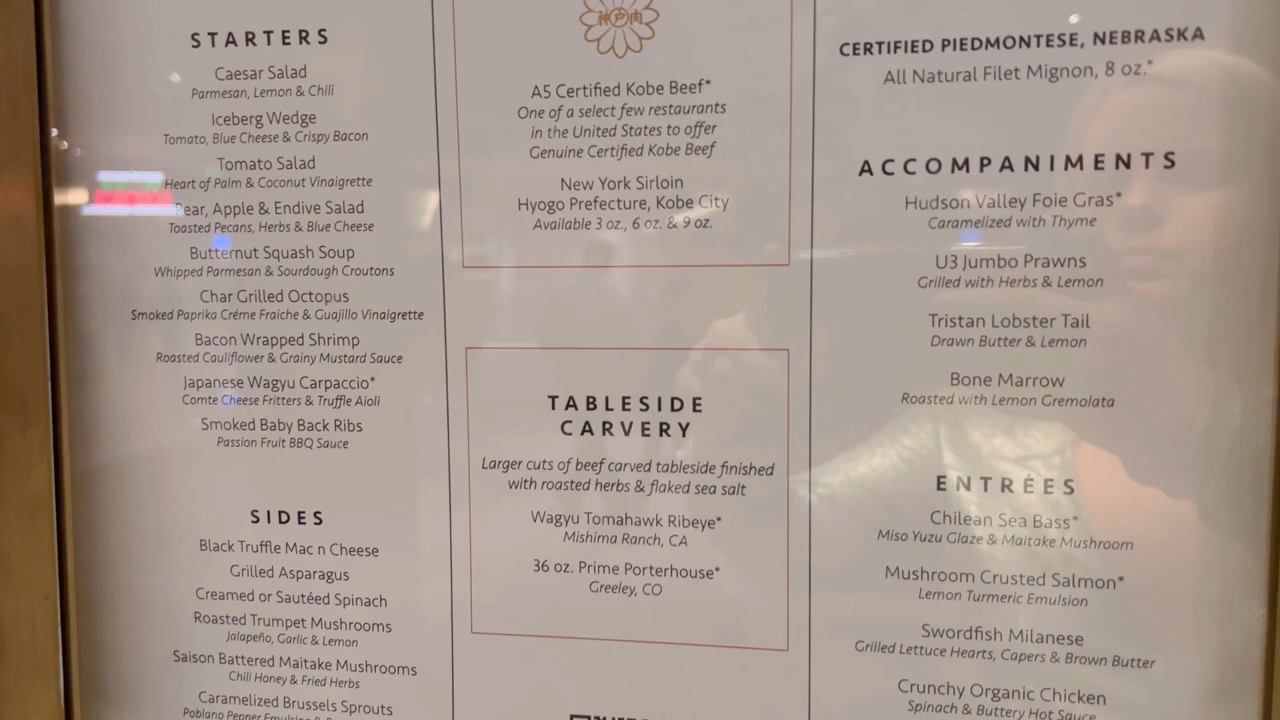 STARTERS
Caesar Salad
Parmesan, Lemon & Chili
Iceberg Wedge
Tomato, Blue Cheese & Crispy Bacon
Tomato Salad
Heart of Palm & Coconut Vinaigrette
Pear, Apple & Endive Salad
Toasted Pecans, Herbs & Blue Cheese
Butternut Squash Soup
Whipped Parmesan & Sourdough Croutons
Char Grilled Octopus
Smoked Paprika Créme Fraiche & Guajillo Vinaigrette
Bacon Wrapped Shrimp
Roasted Cauliflower & Grainy Mustard Sauce
Japanese Wagyu Carpaccio*
Comte Cheese Fritters & Truffle Aioli
Smoked Baby Back Ribs
Passion Fruit BBQ Sauce
SIDES
Black Truffle Mac n Cheese
Grilled Asparagus
Creamed or Sautéed Spinach
Roasted Trumpet Mushrooms
Jalapeño, Garlic & Lemon
Saison Battered Maitake Mushrooms
Chili Honey & Fried Herbs
Caramelized Brussels Sprouts
Poblano Pepper Emulsion &
神戸肉
A5 Certified Kobe Beef*
One of a select few restaurants
in the United States to offer
Genuine Certified Kobe Beef
New York Sirloin
Hyogo Prefecture, Kobe City
Available 3 oz., 6 oz. & 9 oz.
TABLESIDE
CARVERY
Larger cuts of beef carved tableside finished
with roasted herbs & flaked sea salt
Wagyu Tomahawk Ribeye*
Mishima Ranch, CA
36 oz. Prime Porterhouse*
Greeley, CO
CERTIFIED PIEDMONTESE, NEBRASKA
All Natural Filet Mignon, 8 oz.*
ACCOMPANIMENTS
Hudson Valley Foie Gras*
Caramelized with Thyme
U3 Jumbo Prawns
Grilled with Herbs & Lemon
Tristan Lobster Tail
Drawn Butter & Lemon
Bone Marrow
Roasted with Lemon Gremolata
ENTRÉES
Chilean Sea Bass*
Miso Yuzu Glaze & Maitake Mushroom
Mushroom Crusted Salmon*
Lemon Turmeric Emulsion
Swordfish Milanese
Grilled Lettuce Hearts, Capers & Brown Butter
Crunchy Organic Chicken
Spinach & Buttery Hot Sauce